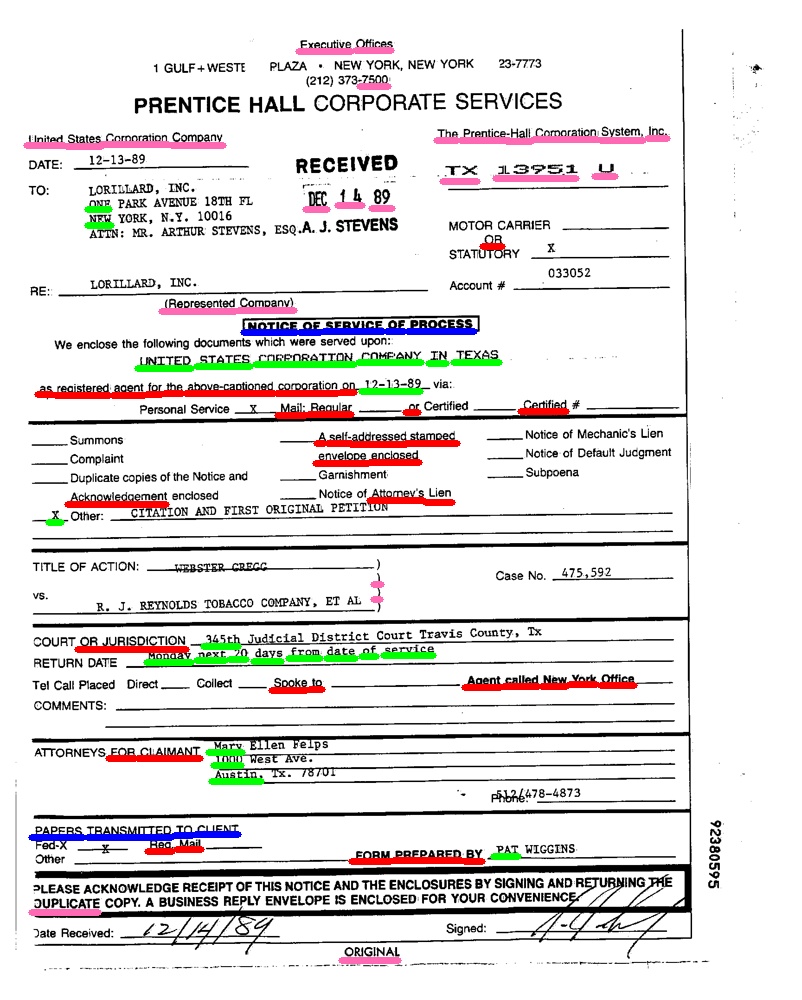 Executive Offices
1 GULF+WESTE PLAZA • NEW YORK, NEW YORK 23-7773
(212) 373-7500
PRENTICE HALL CORPORATE SERVICES
United States Corporation Company The Prentice-Hall Corporation System, Inc.
DATE: 12-13-89 RECEIVED TX 13951 U
TO: LORILLARD, INC. DEC 14 89
ONE PARK AVENUE 18TH FL
NEW YORK, N.Y. 10016
ATTN: MR. ARTHUR STEVENS, ESQ. A. J. STEVENS
MOTOR CARRIER
OR
STATUTORY X
RE: LORILLARD, INC. Account # 033052
(Represented Company)
NOTICE OF SERVICE OF PROCESS
We enclose the following documents which were served upon:
UNITED STATES CORPORATION COMPANY IN TEXAS
as registered agent for the above-captioned corporation on 12-13-89 via:
Personal Service X Mail: Regular or Certified Certified #
Summons A self-addressed stamped Notice of Mechanic's Lien
Complaint envelope enclosed Notice of Default Judgment
Duplicate copies of the Notice and Garnishment Subpoena
Acknowledgement enclosed Notice of Attorney's Lien
X Other: CITATION AND FIRST ORIGINAL PETITION
TITLE OF ACTION: WEBSTER GREGG ) Case No. 475,592
vs. )
R. J. REYNOLDS TOBACCO COMPANY, ET AL )
COURT OR JURISDICTION 345th Judicial District Court Travis County, Tx
RETURN DATE Monday next 20 days from date of service
Tel Call Placed Direct Collect Spoke to Agent called New York Office
COMMENTS:
ATTORNEYS FOR CLAIMANT Mary Ellen Felps
1000 West Ave.
Austin, Tx. 78701
Phone: 512/478-4873
PAPERS TRANSMITTED TO CLIENT
Fed-X X Reg. Mail
Other FORM PREPARED BY PAT WIGGINS
PLEASE ACKNOWLEDGE RECEIPT OF THIS NOTICE AND THE ENCLOSURES BY SIGNING AND RETURNING THE
DUPLICATE COPY. A BUSINESS REPLY ENVELOPE IS ENCLOSED FOR YOUR CONVENIENCE.
Date Received: 12/14/89 Signed:
ORIGINAL
92380595